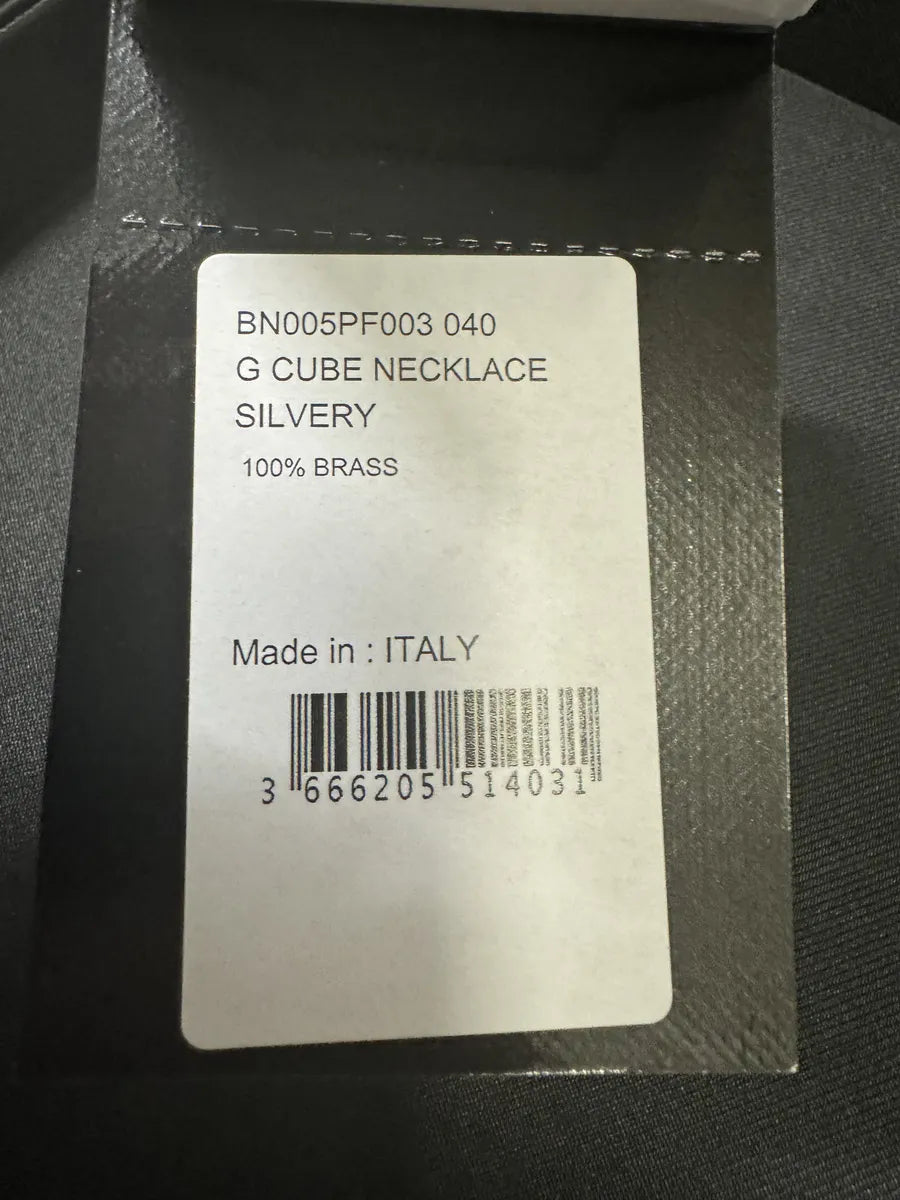 BN005PF003 040
G CUBE NECKLACE
SILVERY
100% BRASS
Made in : ITALY
3 666205 514031